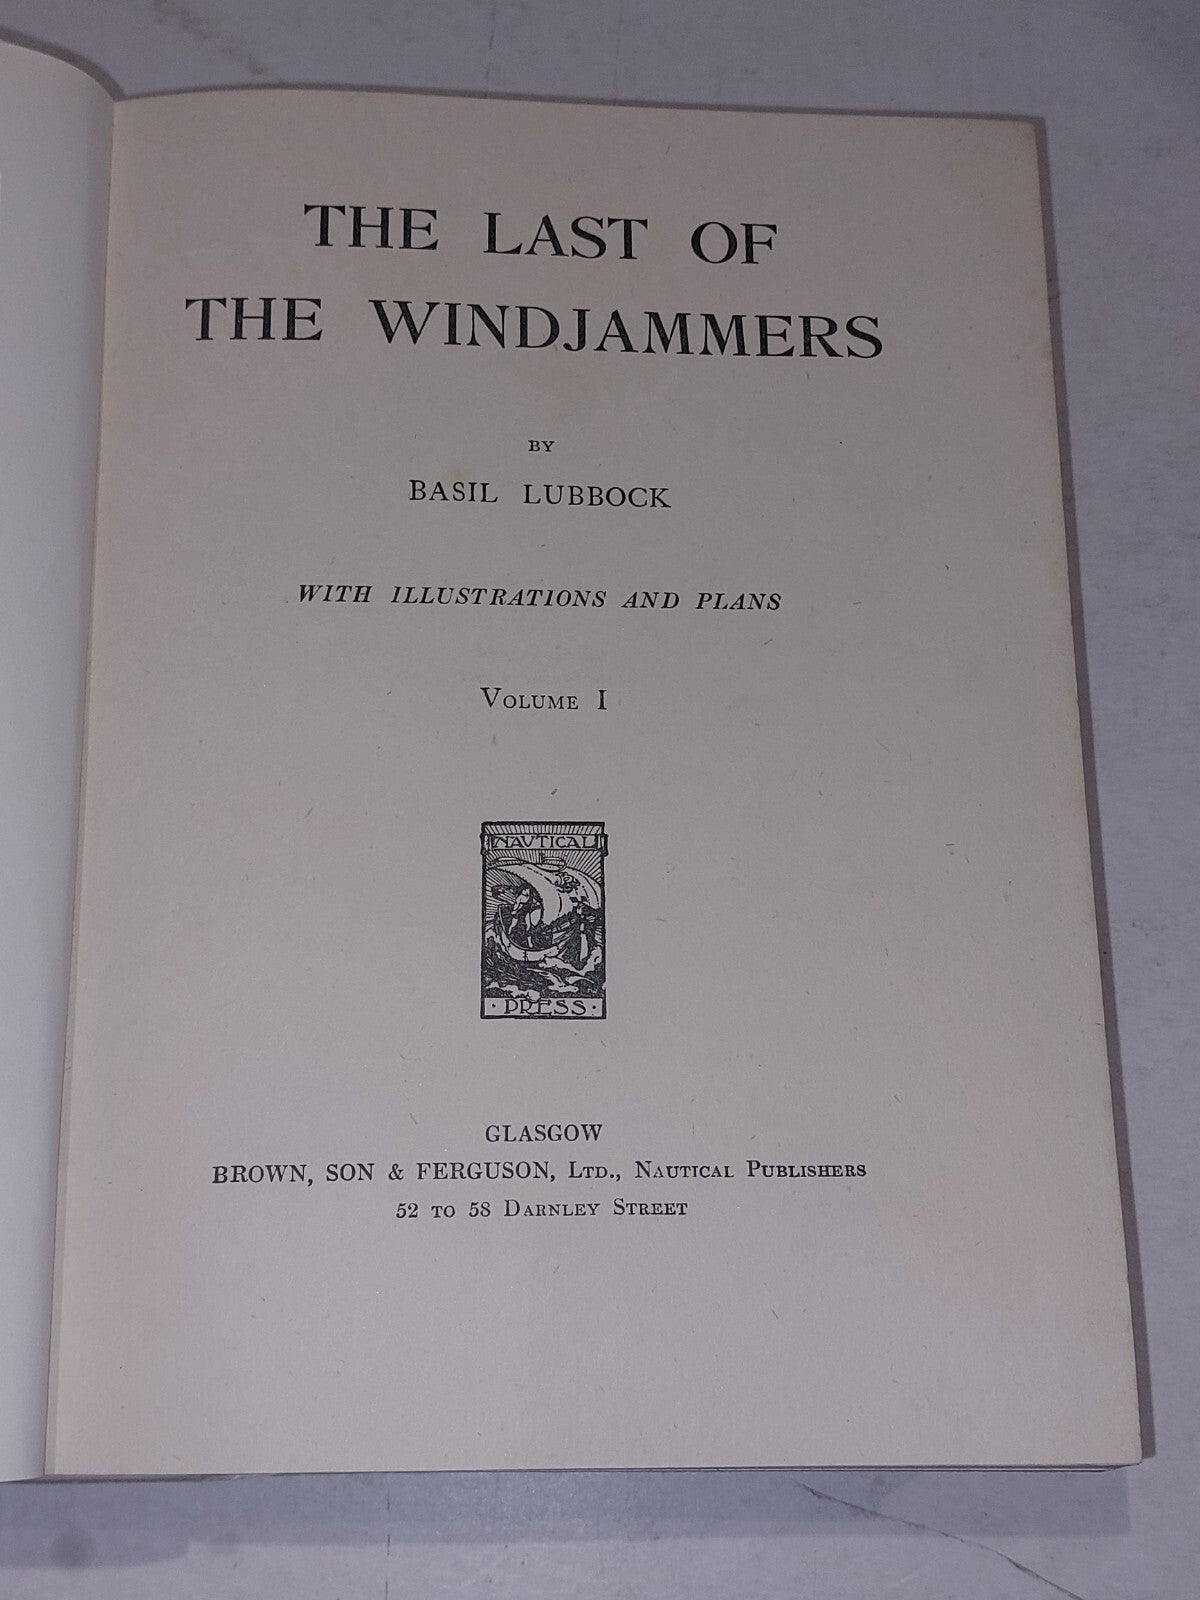 THE LAST OF
THE WINDJAMMERS
BY
BASIL LUBBOCK
WITH ILLUSTRATIONS AND PLANS
VOLUME I
NAUTICAL
· PRESS ·
GLASGOW
BROWN, SON & FERGUSON, LTD., NAUTICAL PUBLISHERS
52 TO 58 DARNLEY STREET